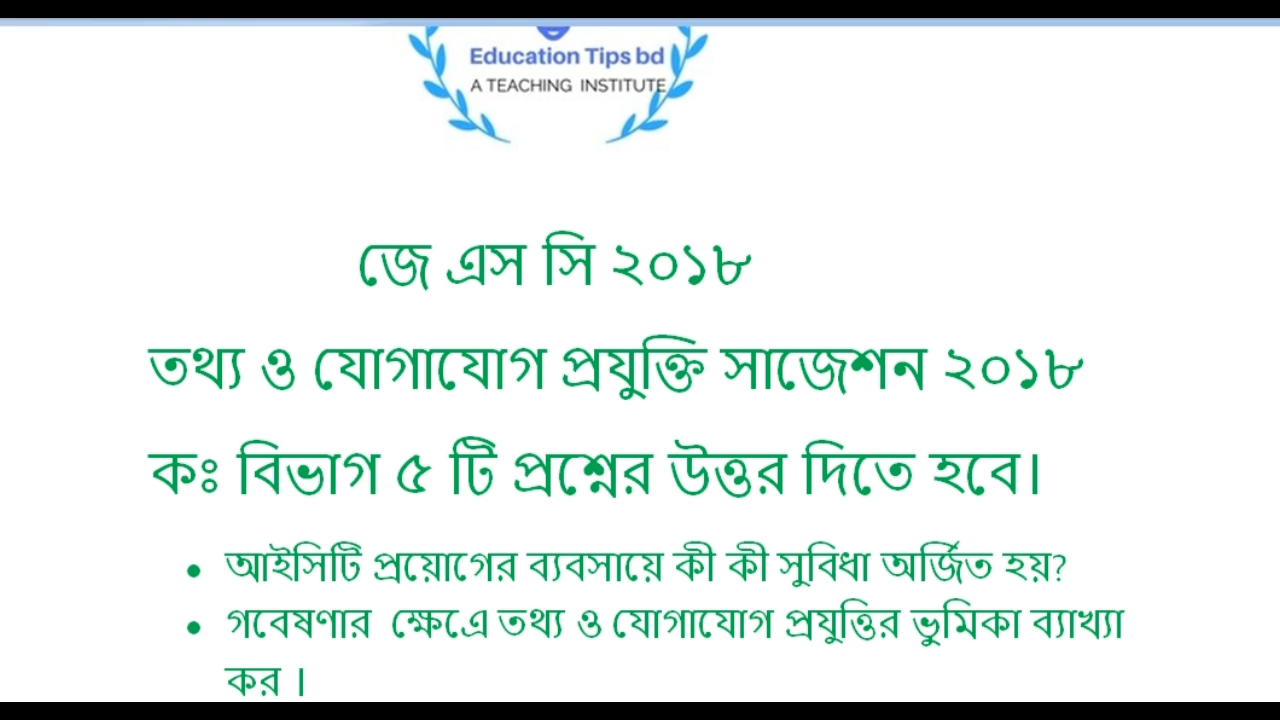 Education Tips bd
A TEACHING INSTITUTE
জে এস সি ২০১৮
তথ্য ও যোগাযোগ প্রযুক্তি সাজেশন ২০১৮
কঃ বিভাগ ৫ টি প্রশ্নের উত্তর দিতে হবে।
• আইসিটি প্রয়োগের ব্যবসায়ে কী কী সুবিধা অর্জিত হয়?
• গবেষণার ক্ষেএে তথ্য ও যোগাযোগ প্রযুত্তির ভুমিকা ব্যাখ্যা
কর ।